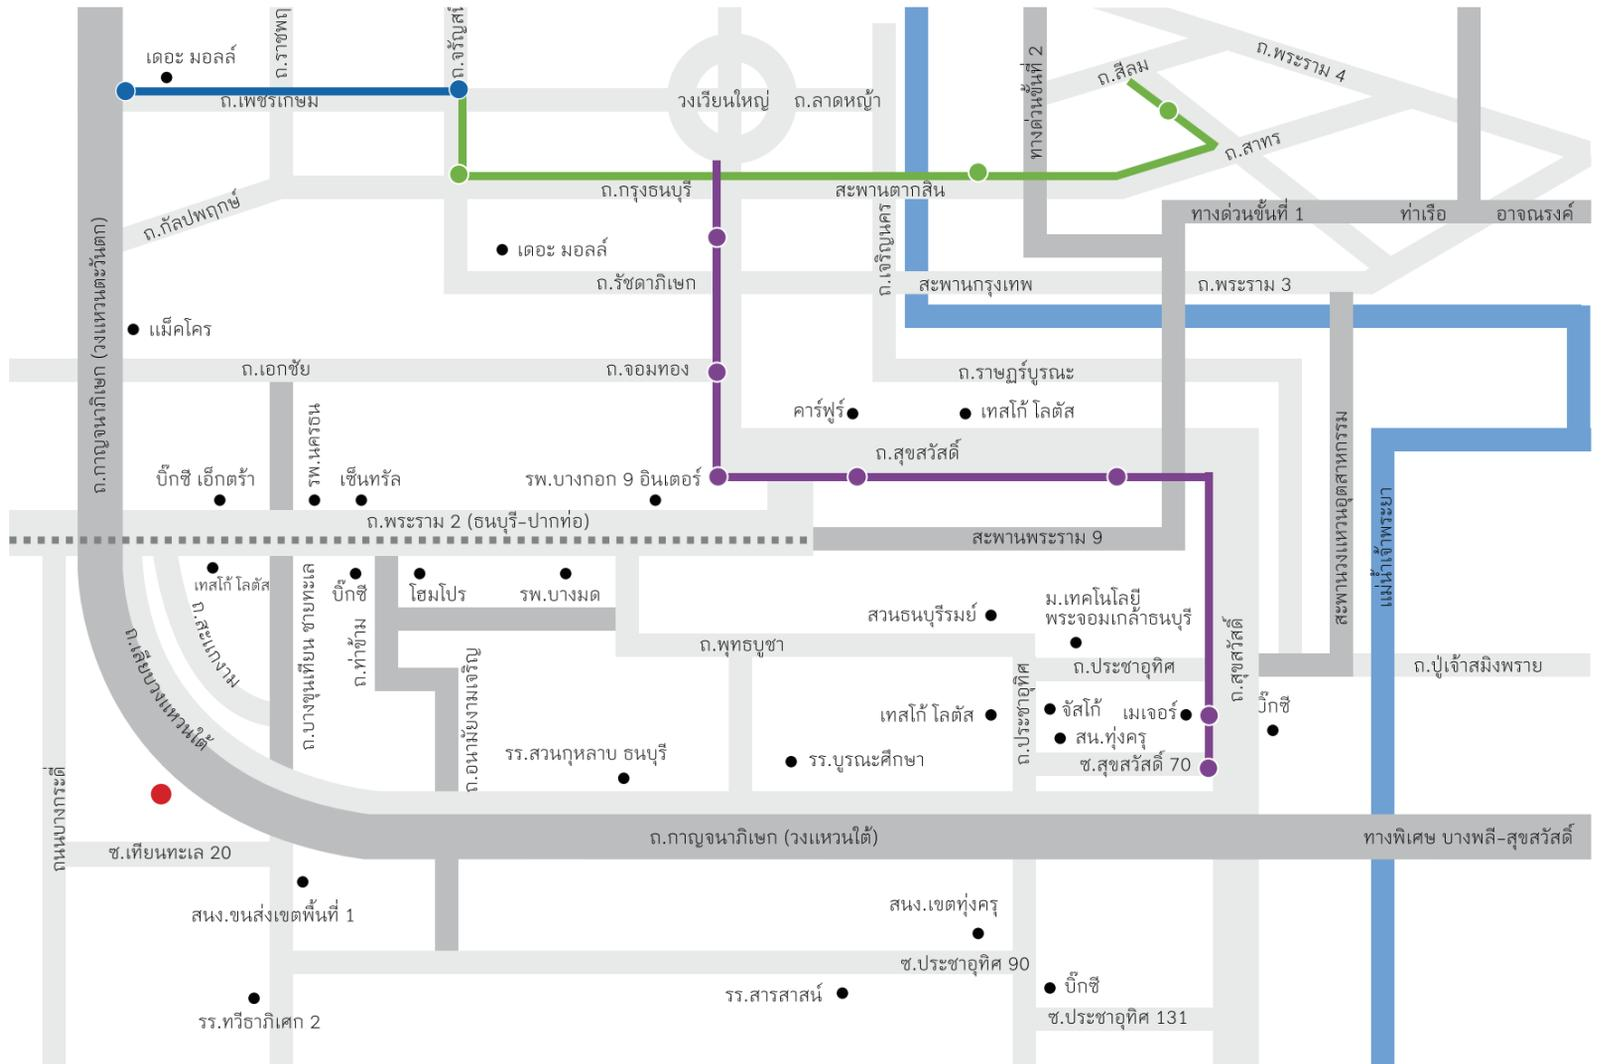 เดอะ มอลล์
ถ.ราชพฤ
ถ.จรัญสนิ
ถ.เพชรเกษม
วงเวียนใหญ่
ถ.ลาดหญ้า
ทางด่วนขั้นที่ 2
ถ.สีลม
ถ.พระราม 4
ถ.สาทร
ถ.กรุงธนบุรี
สะพานตากสิน
ถ.กัลปพฤกษ์
ทางด่วนขั้นที่ 1
ท่าเรือ
อาจณรงค์
เดอะ มอลล์
ถ.เจริญนคร
ถ.รัชดาภิเษก
สะพานกรุงเทพ
ถ.พระราม 3
ถ.กาญจนาภิเษก (วงแหวนตะวันตก)
แม็คโคร
ถ.เอกชัย
ถ.จอมทอง
ถ.ราษฎร์บูรณะ
คาร์ฟูร์
เทสโก้ โลตัส
ถ.สุขสวัสดิ์
รพ.นครธน
บิ๊กซี เอ็กตร้า
เซ็นทรัล
รพ.บางกอก 9 อินเตอร์
ถ.พระราม 2 (ธนบุรี-ปากท่อ)
สะพานพระราม 9
สะพานวงแหวนอุตสาหกรรม
แม่น้ำเจ้าพระยา
เทสโก้ โลตัส
บิ๊กซี
โฮมโปร
รพ.บางมด
ถ.สะแกงาม
ถ.บางขุนเทียน ชายทะเล
ถ.ท่าข้าม
สวนธนบุรีรมย์
ม.เทคโนโลยี
พระจอมเกล้าธนบุรี
ถ.พุทธบูชา
ถ.ประชาอุทิศ
ถ.สุขสวัสดิ์
ถ.ปู่เจ้าสมิงพราย
ถ.เลียบวงแหวนใต้
ถ.อนามัยงามเจริญ
ถ.ประชาอุทิศ
เทสโก้ โลตัส
จัสโก้
เมเจอร์
บิ๊กซี
สน.ทุ่งครุ
รร.สวนกุหลาบ ธนบุรี
รร.บูรณะศึกษา
ซ.สุขสวัสดิ์ 70
ถนนบางกระดี่
ถ.กาญจนาภิเษก (วงแหวนใต้)
ทางพิเศษ บางพลี-สุขสวัสดิ์
ซ.เทียนทะเล 20
สนง.ขนส่งเขตพื้นที่ 1
สนง.เขตทุ่งครุ
ซ.ประชาอุทิศ 90
รร.สารสาสน์
บิ๊กซี
รร.ทวีธาภิเศก 2
ซ.ประชาอุทิศ 131